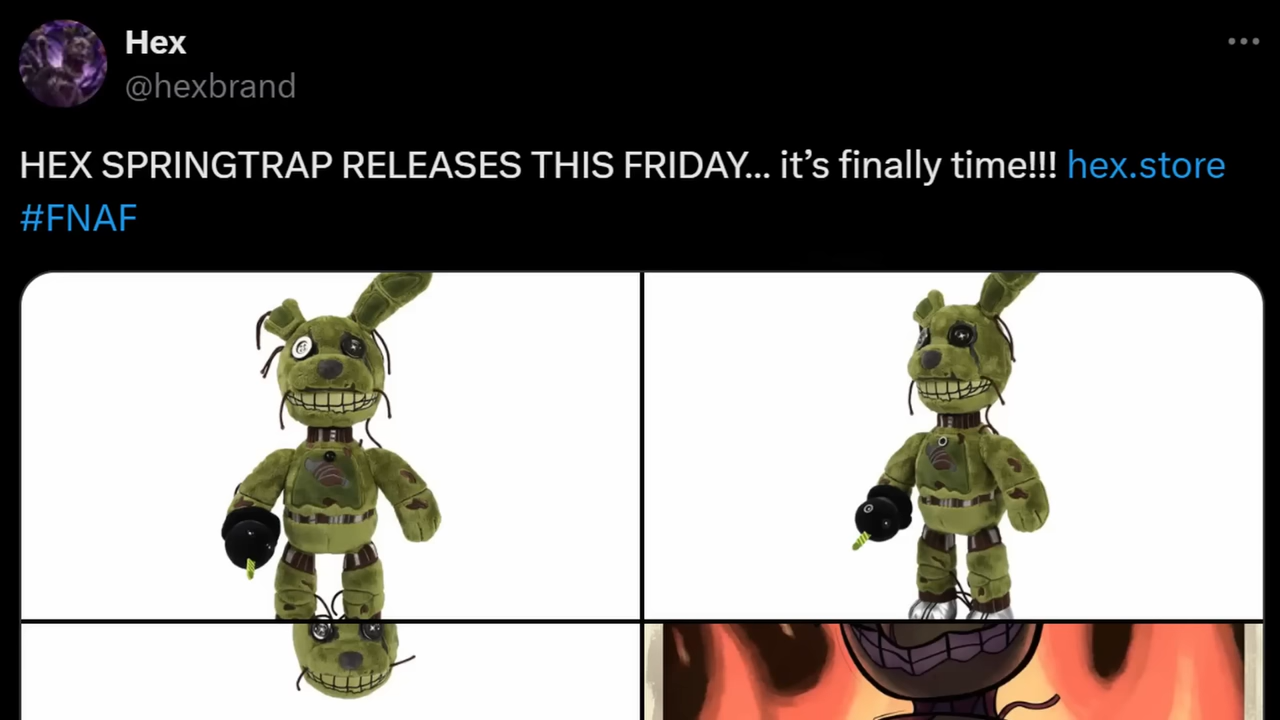 Hex
@hexbrand
HEX SPRINGTRAP RELEASES THIS FRIDAY... it’s finally time!!! hex.store
#FNAF